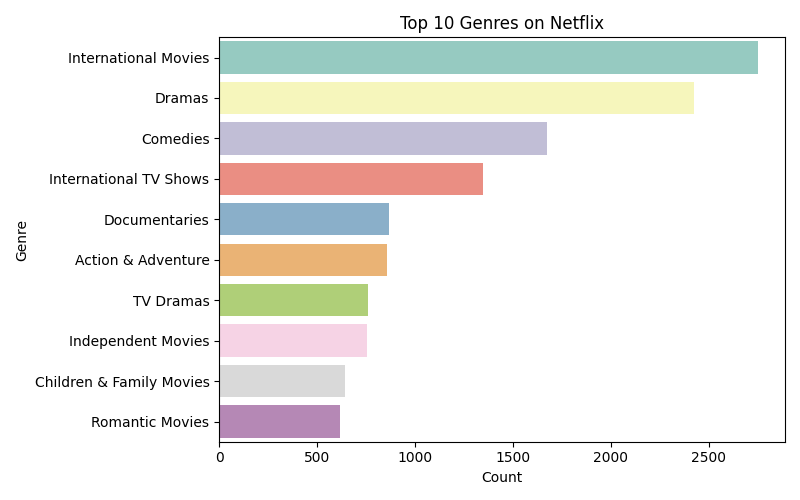 Top 10 Genres on Netflix
Genre
International Movies
Dramas
Comedies
International TV Shows
Documentaries
Action & Adventure
TV Dramas
Independent Movies
Children & Family Movies
Romantic Movies
0 500 1000 1500 2000 2500
Count